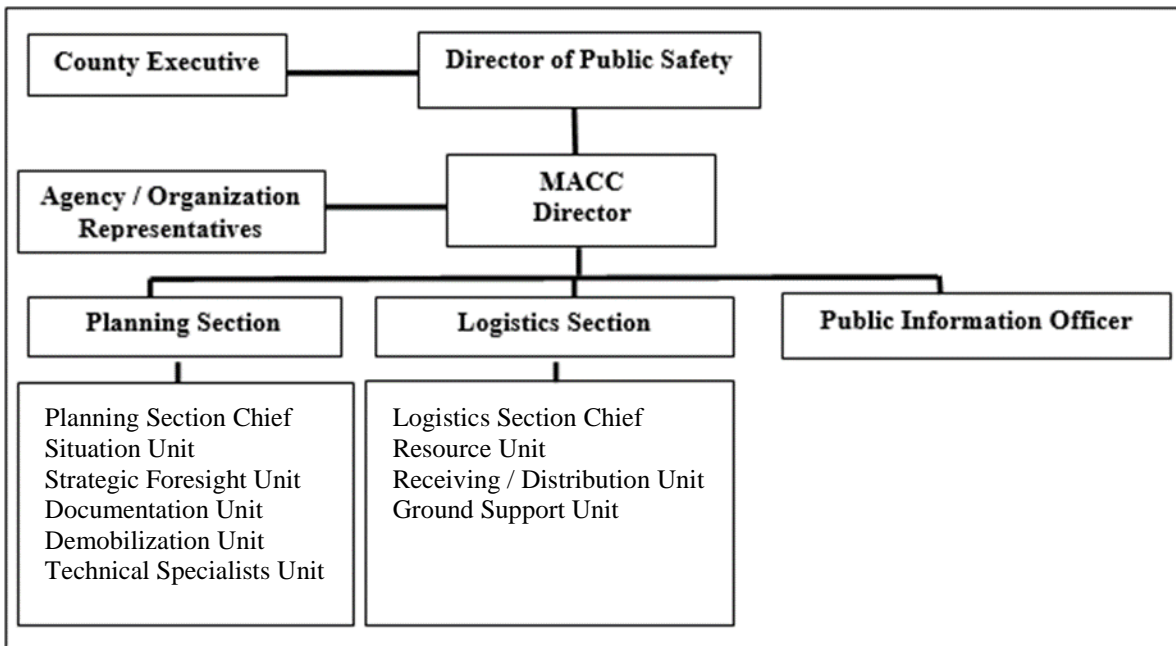 County Executive
Director of Public Safety
Agency / Organization
Representatives
MACC
Director
Planning Section
Logistics Section
Public Information Officer
Planning Section Chief
Situation Unit
Strategic Foresight Unit
Documentation Unit
Demobilization Unit
Technical Specialists Unit
Logistics Section Chief
Resource Unit
Receiving / Distribution Unit
Ground Support Unit